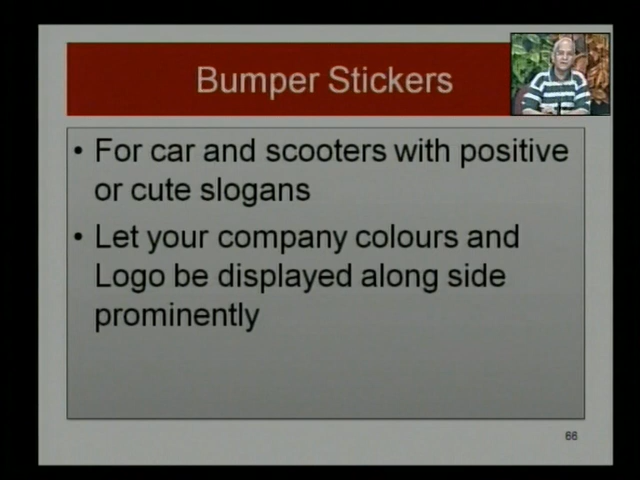 Bumper Stickers
• For car and scooters with positive
or cute slogans
• Let your company colours and
Logo be displayed along side
prominently
66